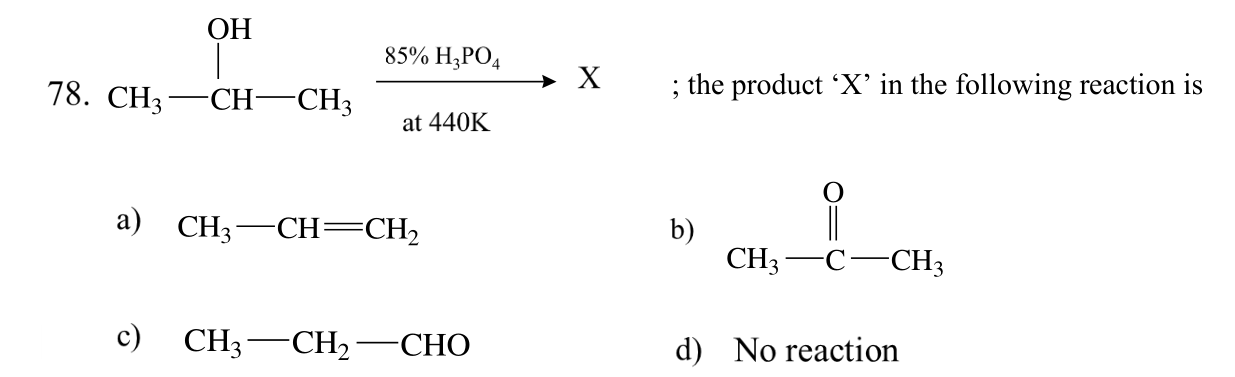 OH
78. CH₃—CH—CH₃ 85% H₃PO₄ at 440K X ; the product ‘X’ in the following reaction is
a) CH₃—CH=CH₂
O
b) CH₃—C—CH₃
c) CH₃—CH₂—CHO
d) No reaction